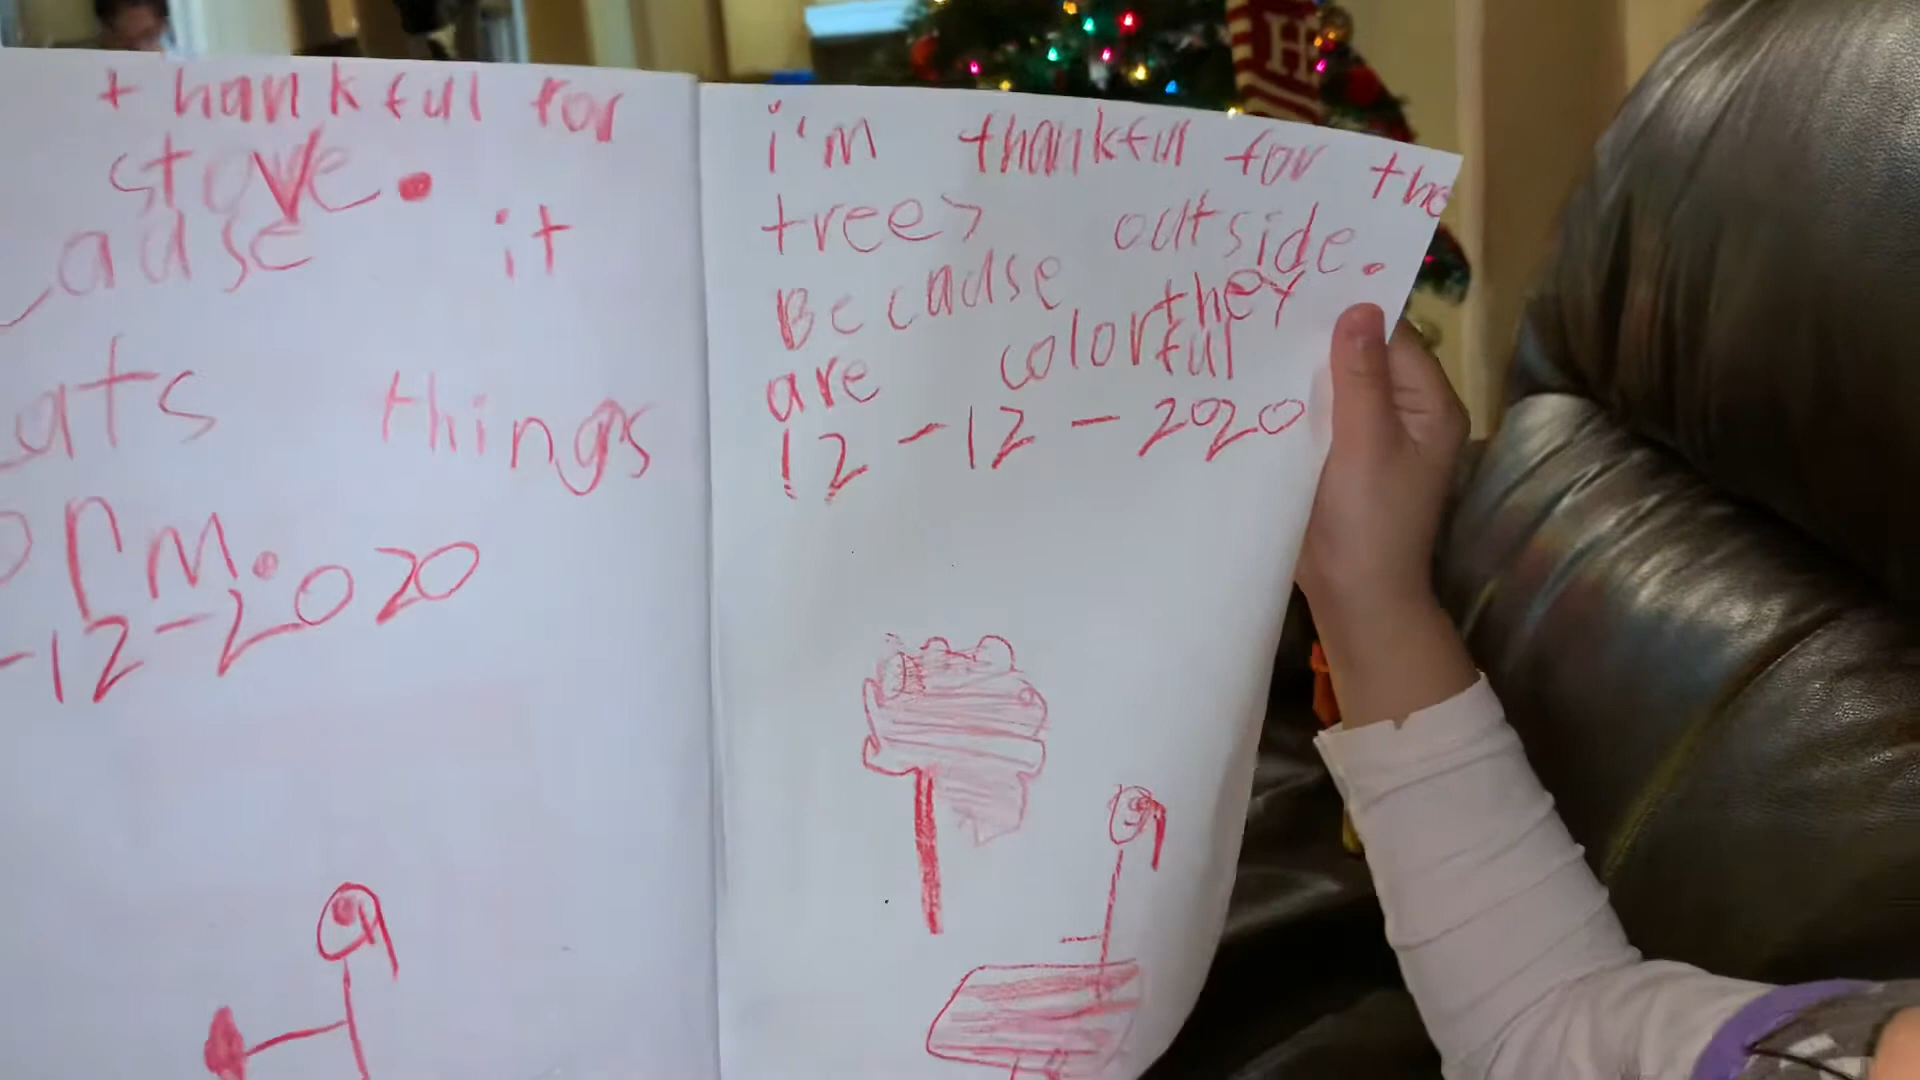 thankful for
stove.
cause it
ats things
orm.
-12-2020
i'm thankful for the
trees outside.
Because they
are colorful
12-12-2020
H